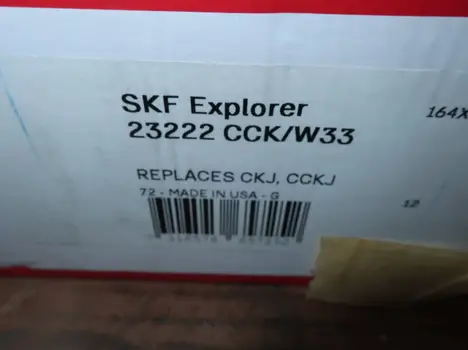 SKF Explorer
164X
23222 CCK/W33
REPLACES CKJ, CCKJ
72 - MADE IN USA - G
12